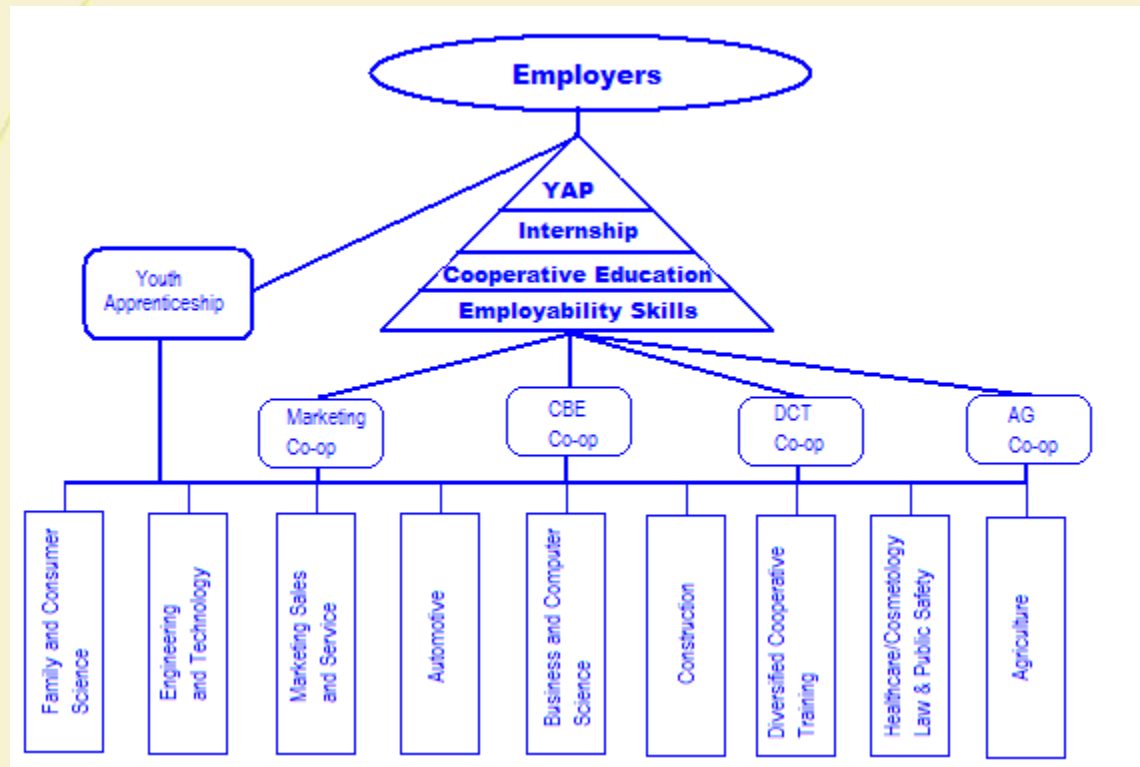 Employers
YAP
Internship
Cooperative Education
Employability Skills
Youth
Apprenticeship
Marketing
Co-op
CBE
Co-op
DCT
Co-op
AG
Co-op
Family and Consumer
Science
Engineering
and Technology
Marketing Sales
and Service
Automotive
Business and Computer
Science
Construction
Diversified Cooperative
Training
Healthcare/Cosmetology
Law & Public Safety
Agriculture